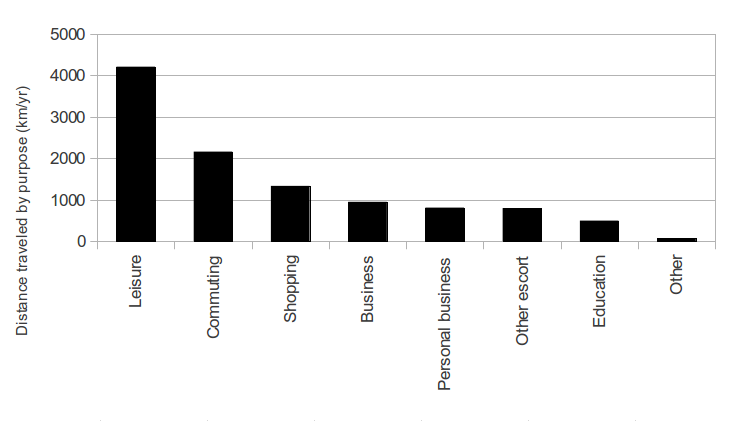 Distance traveled by purpose (km/yr)
5000
4000
3000
2000
1000
0
Leisure
Commuting
Shopping
Business
Personal business
Other escort
Education
Other